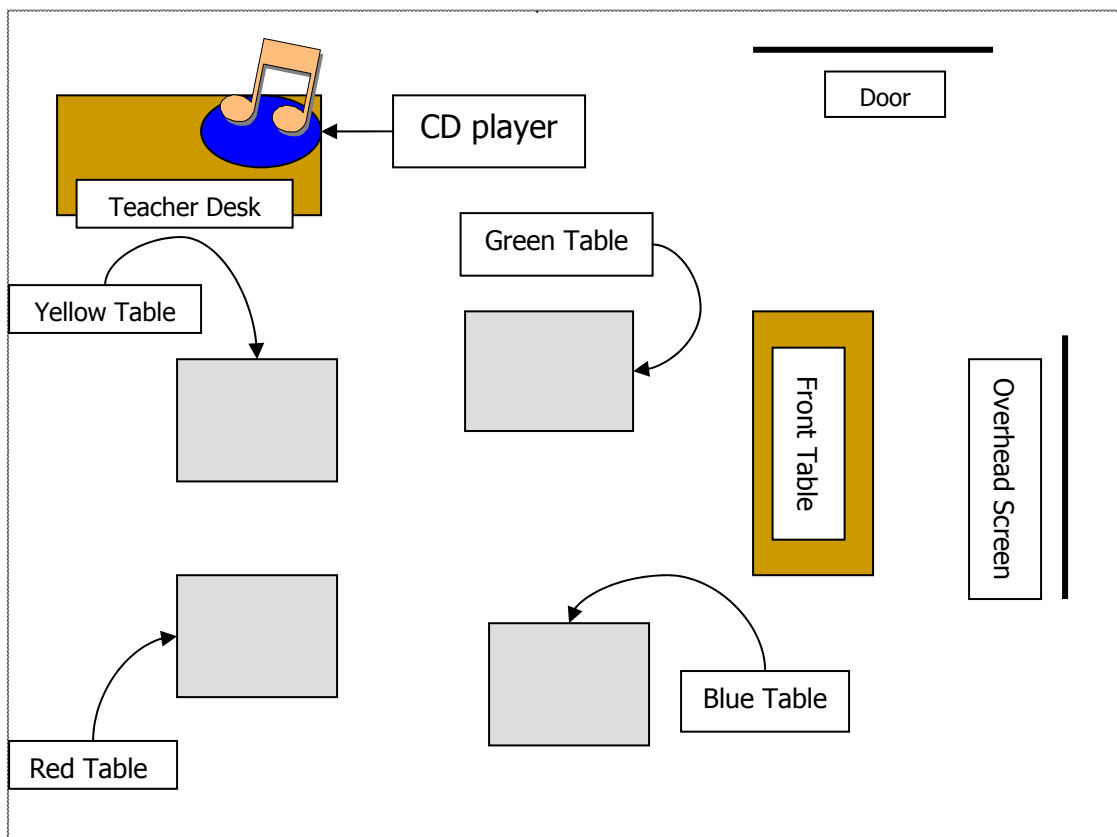 Door
CD player
Teacher Desk
Green Table
Yellow Table
Front Table
Overhead Screen
Blue Table
Red Table